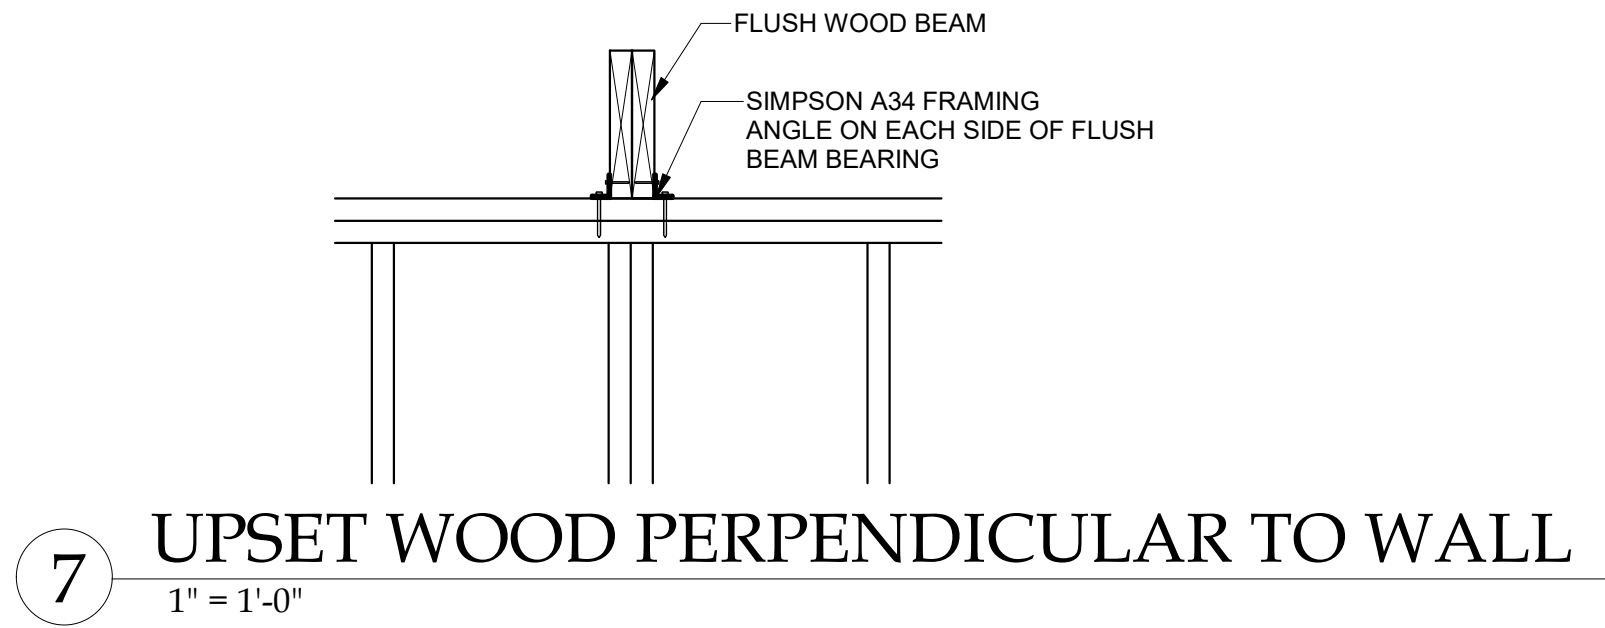 FLUSH WOOD BEAM
SIMPSON A34 FRAMING
ANGLE ON EACH SIDE OF FLUSH
BEAM BEARING
UPSET WOOD PERPENDICULAR TO WALL
7
1" = 1'-0"